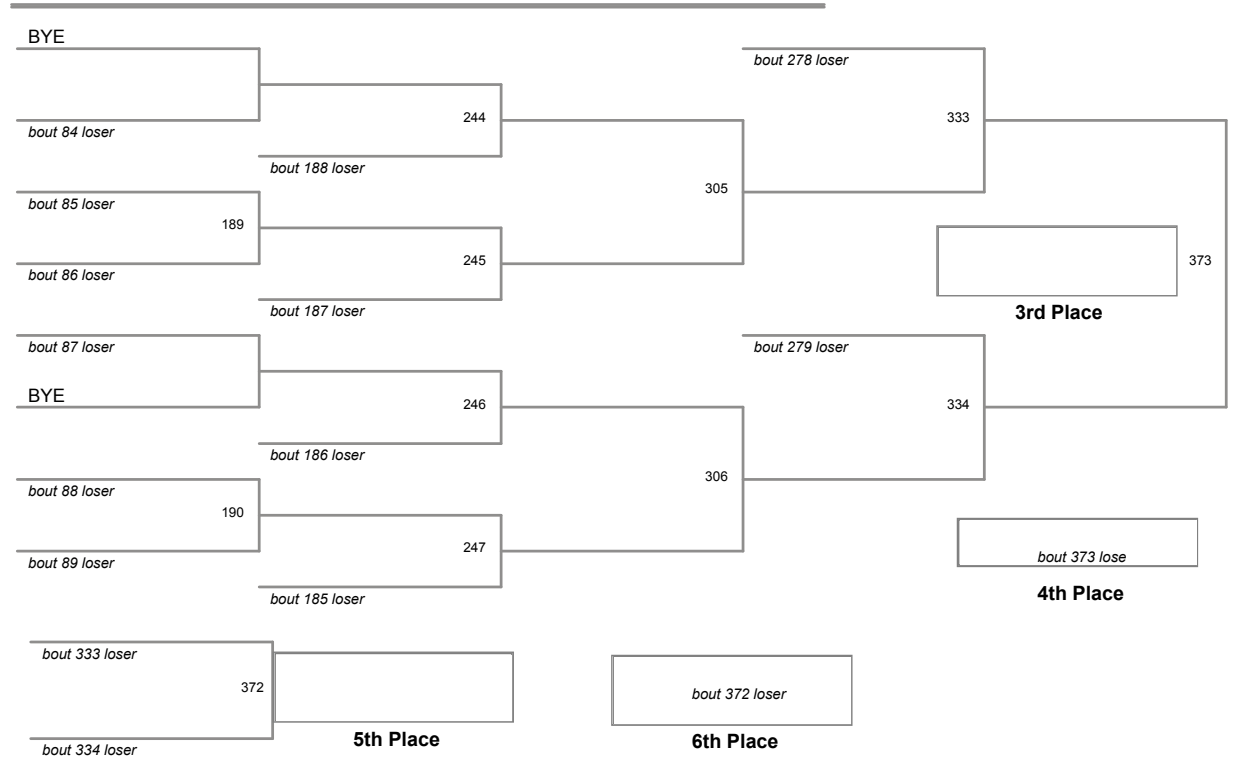 BYE
bout 278 loser
244
333
bout 84 loser
bout 188 loser
305
bout 85 loser
189
245
373
bout 86 loser
bout 187 loser
3rd Place
bout 87 loser
bout 279 loser
BYE
246
334
bout 186 loser
306
bout 88 loser
190
247
bout 89 loser
bout 373 lose
4th Place
bout 185 loser
bout 333 loser
372
bout 372 loser
5th Place
6th Place
bout 334 loser